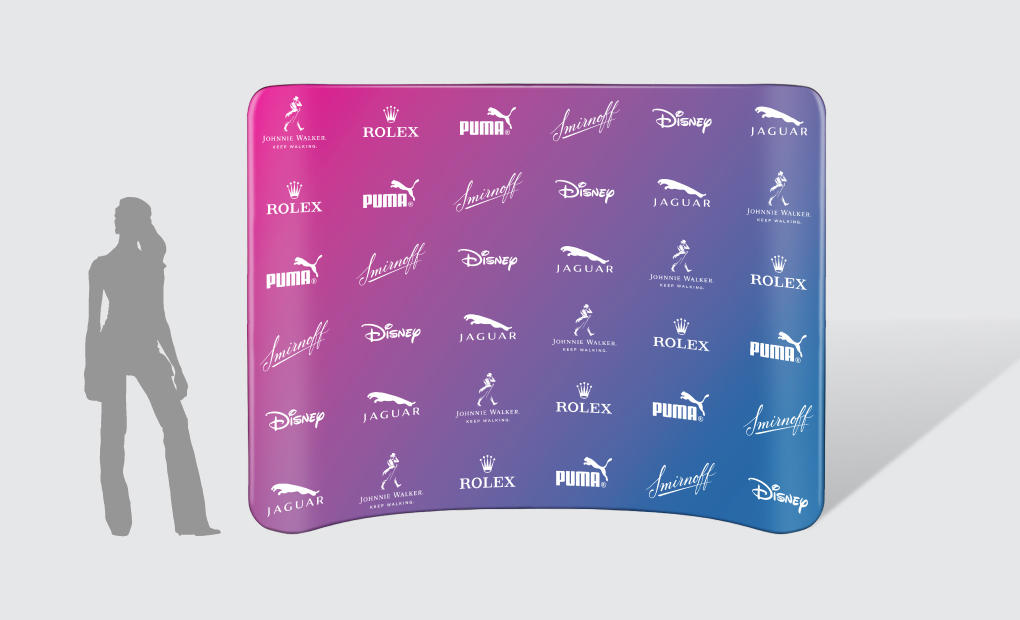 JOHNNIE WALKER. ROLEX PUMA® Smirnoff Disney JAGUAR
KEEP WALKING.
ROLEX PUMA® Smirnoff Disney JAGUAR JOHNNIE WALKER.
KEEP WALKING.
PUMA® Smirnoff Disney JAGUAR JOHNNIE WALKER. ROLEX
KEEP WALKING.
Smirnoff Disney JAGUAR JOHNNIE WALKER. ROLEX PUMA®
KEEP WALKING.
Disney JAGUAR JOHNNIE WALKER. ROLEX PUMA® Smirnoff
KEEP WALKING.
JAGUAR JOHNNIE WALKER. ROLEX PUMA® Smirnoff Disney
KEEP WALKING.